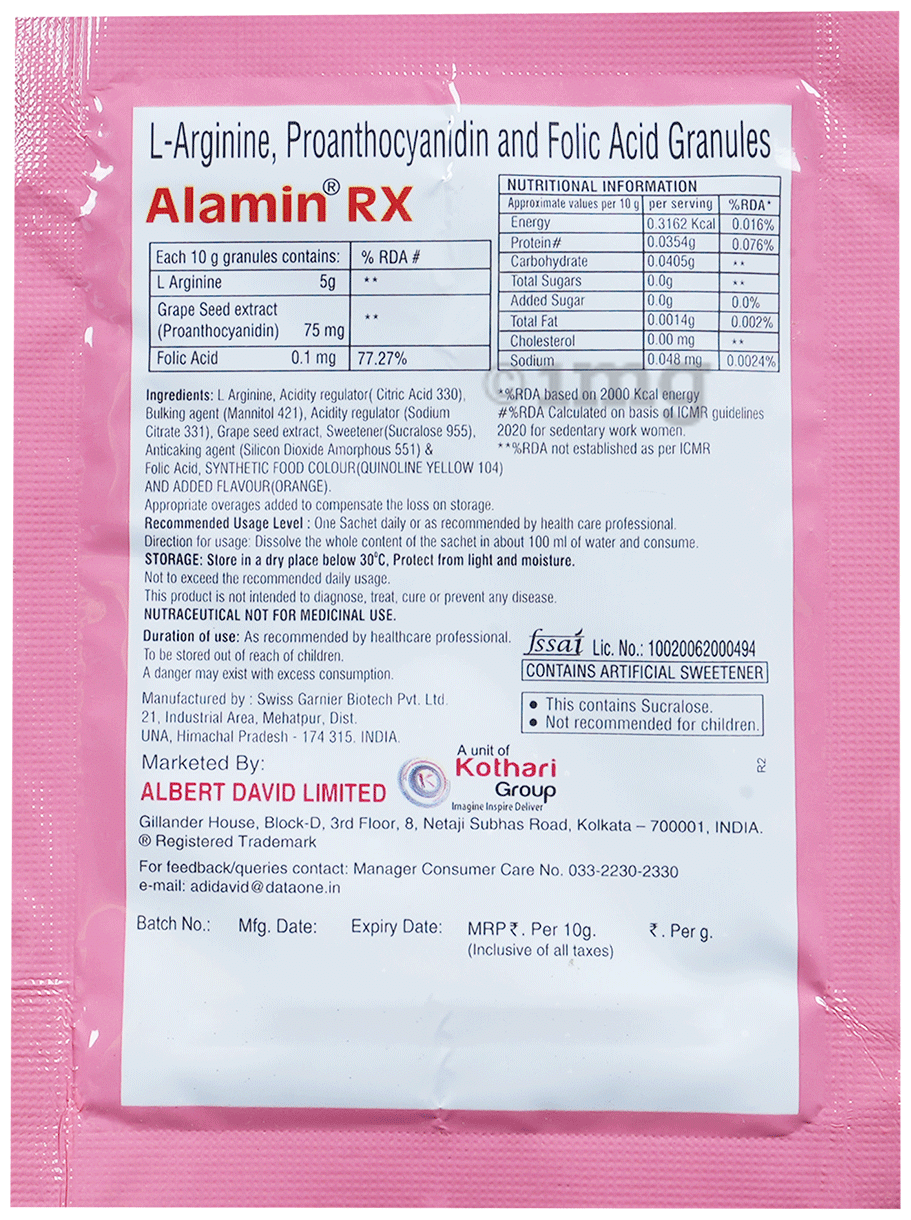 L-Arginine, Proanthocyanidin and Folic Acid Granules
Alamin® RX
Each 10 g granules contains: % RDA #
L Arginine 5g **
Grape Seed extract
(Proanthocyanidin) 75 mg **
Folic Acid 0.1 mg 77.27%
NUTRITIONAL INFORMATION
Approximate values per 10 g per serving %RDA*
Energy 0.3162 Kcal 0.016%
Protein# 0.0354g 0.076%
Carbohydrate 0.0405g **
Total Sugars 0.0g **
Added Sugar 0.0g 0.0%
Total Fat 0.0014g 0.002%
Cholesterol 0.00 mg **
Sodium 0.048 mg 0.0024%
© 1mg
*%RDA based on 2000 Kcal energy
#%RDA Calculated on basis of ICMR guidelines
2020 for sedentary work women.
**%RDA not established as per ICMR
Ingredients: L Arginine, Acidity regulator( Citric Acid 330),
Bulking agent (Mannitol 421), Acidity regulator (Sodium
Citrate 331), Grape seed extract, Sweetener(Sucralose 955),
Anticaking agent (Silicon Dioxide Amorphous 551) &
Folic Acid, SYNTHETIC FOOD COLOUR(QUINOLINE YELLOW 104)
AND ADDED FLAVOUR(ORANGE).
Appropriate overages added to compensate the loss on storage.
Recommended Usage Level : One Sachet daily or as recommended by health care professional.
Direction for usage: Dissolve the whole content of the sachet in about 100 ml of water and consume.
STORAGE: Store in a dry place below 30°C, Protect from light and moisture.
Not to exceed the recommended daily usage.
This product is not intended to diagnose, treat, cure or prevent any disease.
NUTRACEUTICAL NOT FOR MEDICINAL USE.
Duration of use: As recommended by healthcare professional.
To be stored out of reach of children.
A danger may exist with excess consumption.
fssai Lic. No.: 10020062000494
CONTAINS ARTIFICIAL SWEETENER
• This contains Sucralose.
• Not recommended for children.
Manufactured by : Swiss Garnier Biotech Pvt. Ltd.
21, Industrial Area, Mehatpur, Dist.
UNA, Himachal Pradesh - 174 315. INDIA.
Marketed By:
ALBERT DAVID LIMITED
K
A unit of
Kothari
Group
Imagine Inspire Deliver
R2
Gillander House, Block-D, 3rd Floor, 8, Netaji Subhas Road, Kolkata – 700001, INDIA.
® Registered Trademark
For feedback/queries contact: Manager Consumer Care No. 033-2230-2330
e-mail: adidavid@dataone.in
Batch No.: Mfg. Date: Expiry Date: MRP ₹. Per 10g. ₹. Per g.
(Inclusive of all taxes)